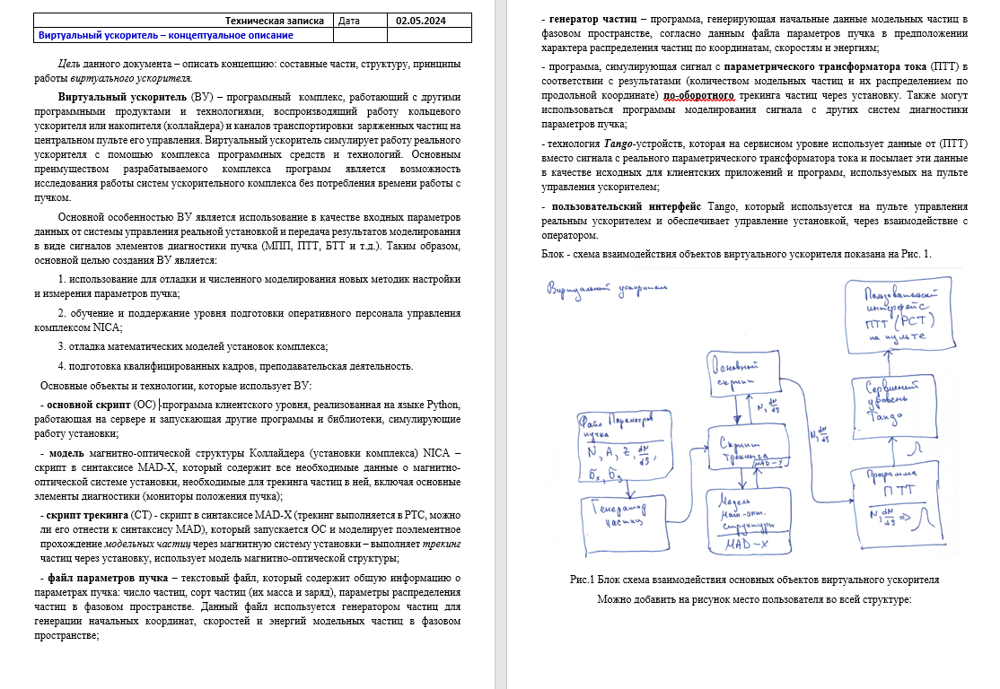 Техническая записка Дата 02.05.2024
Виртуальный ускоритель – концептуальное описание
Цель данного документа – описать концепцию: составные части, структуру, принципы
работы виртуального ускорителя.
Виртуальный ускоритель (ВУ) – программный комплекс, работающий с другими
программными продуктами и технологиями, воспроизводящий работу кольцевого
ускорителя или накопителя (коллайдера) и каналов транспортировки заряженных частиц на
центральном пульте его управления. Виртуальный ускоритель симулирует работу реального
ускорителя с помощью комплекса программных средств и технологий. Основным
преимуществом разрабатываемого комплекса программ является возможность
исследования работы систем ускорительного комплекса без потребления времени работы с
пучком.
Основной особенностью ВУ является использование в качестве входных параметров
данных от системы управления реальной установкой и передача результатов моделирования
в виде сигналов элементов диагностики пучка (МПП, ПТТ, БТТ и т.д.). Таким образом,
основной целью создания ВУ является:
1. использование для отладки и численного моделирования новых методик настройки
и измерения параметров пучка;
2. обучение и поддержание уровня подготовки оперативного персонала управления
комплексом NICA;
3. отладка математических моделей установок комплекса;
4. подготовка квалифицированных кадров, преподавательская деятельность.
Основные объекты и технологии, которые использует ВУ:
- основной скрипт (ОС) -программа клиентского уровня, реализованная на языке Python,
работающая на сервере и запускающая другие программы и библиотеки, симулирующие
работу установки;
- модель магнитно-оптической структуры Коллайдера (установки комплекса) NICA –
скрипт в синтаксисе MAD-X, который содержит все необходимые данные о магнитно-
оптической системе установки, необходимые для трекинга частиц в ней, включая основные
элементы диагностики (мониторы положения пучка);
- скрипт трекинга (СТ) - скрипт в синтаксисе MAD-X (трекинг выполняется в PTC, можно
ли его отнести к синтаксису MAD), который запускается ОС и моделирует поэлементное
прохождение модельных частиц через магнитную систему установки – выполняет трекинг
частиц через установку, использует модель магнитно-оптической структуры;
- файл параметров пучка – текстовый файл, который содержит общую информацию о
параметрах пучка: число частиц, сорт частиц (их масса и заряд), параметры распределения
частиц в фазовом пространстве. Данный файл используется генератором частиц для
генерации начальных координат, скоростей и энергий модельных частиц в фазовом
пространстве;
- генератор частиц – программа, генерирующая начальные данные модельных частиц в
фазовом пространстве, согласно данным файла параметров пучка в предположении
характера распределения частиц по координатам, скоростям и энергиям;
- программа, симулирующая сигнал с параметрического трансформатора тока (ПТТ) в
соответствии с результатами (количеством модельных частиц и их распределением по
продольной координате) по-оборотного трекинга частиц через установку. Также могут
использоваться программы моделирования сигнала с других систем диагностики
параметров пучка;
- технология Tango-устройств, которая на сервисном уровне использует данные от (ПТТ)
вместо сигнала с реального параметрического трансформатора тока и посылает эти данные
в качестве исходных для клиентских приложений и программ, используемых на пульте
управления ускорителем;
- пользовательский интерфейс Tango, который используется на пульте управления
реальным ускорителем и обеспечивает управление установкой, через взаимодействие с
оператором.
Блок - схема взаимодействия объектов виртуального ускорителя показана на Рис. 1.
Виртуальный ускоритель
Пользовательский
интерфейс
ПТТ (PCT)
на пульте
Основной
скрипт
N, dN/dS
Сервисный
уровень
Tango
Файл Параметров
пучка
N, A, Z, dN/dS,
Скрипт
трекинга
MAD-X
N, dN/dS
Генератор
частиц
Модель
маг-опт.
структуры
MAD-X
Программа
ПТТ
N, dN/dS =>
Рис.1 Блок схема взаимодействия основных объектов виртуального ускорителя
Можно добавить на рисунок место пользователя во всей структуре: